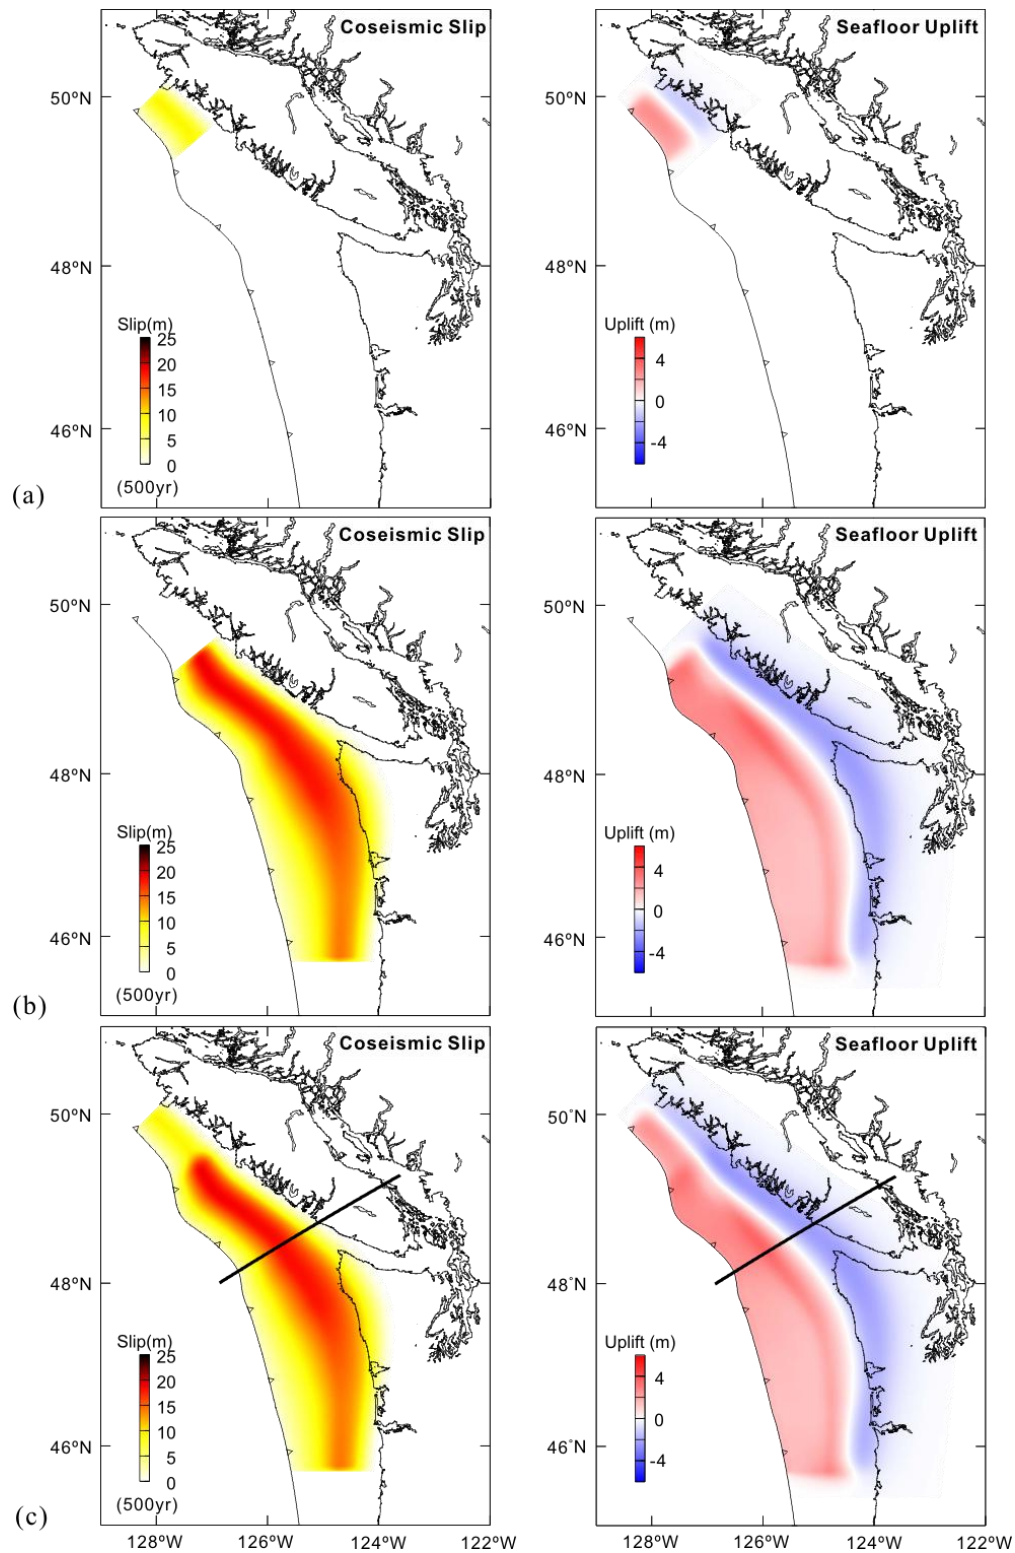 Coseismic Slip
50°N
48°N
46°N
Slip(m)
25
20
15
10
5
0
(500yr)
Seafloor Uplift
50°N
48°N
46°N
Uplift (m)
4
0
-4
(a)
Coseismic Slip
50°N
48°N
46°N
Slip(m)
25
20
15
10
5
0
(500yr)
Seafloor Uplift
50°N
48°N
46°N
Uplift (m)
4
0
-4
(b)
Coseismic Slip
50°N
48°N
46°N
Slip(m)
25
20
15
10
5
0
(500yr)
128°W 126°W 124°W 122°W
Seafloor Uplift
50°N
48°N
46°N
Uplift (m)
4
0
-4
128°W 126°W 124°W 122°W
(c)